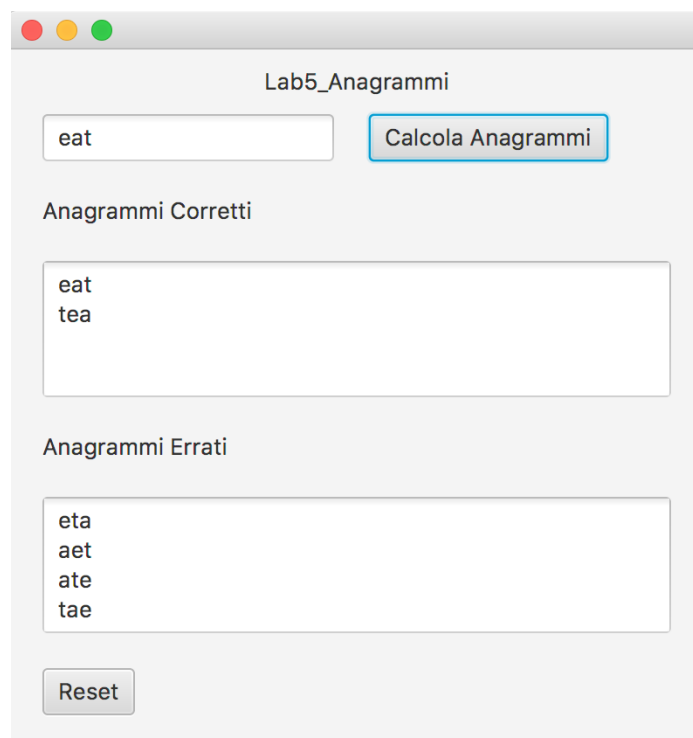 Lab5_Anagrammi
eat
Calcola Anagrammi
Anagrammi Corretti
eat
tea
Anagrammi Errati
eta
aet
ate
tae
Reset